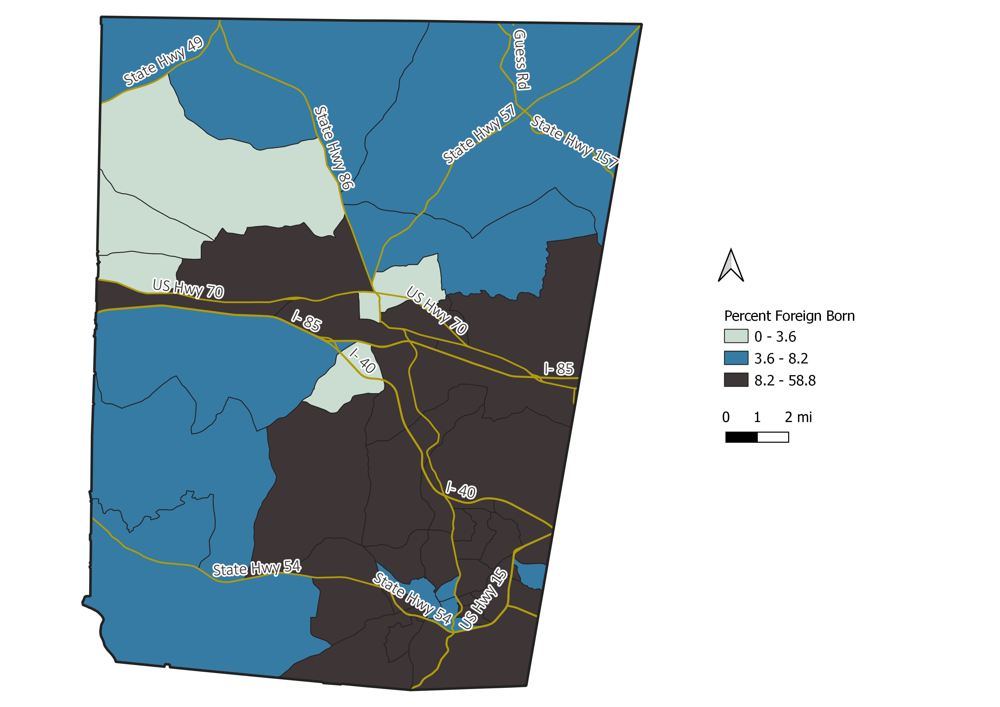 State Hwy 49
Guess Rd
State Hwy 86
State Hwy 57
State Hwy 157
US Hwy 70
US Hwy 70
I- 85
I- 40
I- 85
I- 40
State Hwy 54
State Hwy 54
US Hwy 15
Percent Foreign Born
0 - 3.6
3.6 - 8.2
8.2 - 58.8
0 1 2 mi